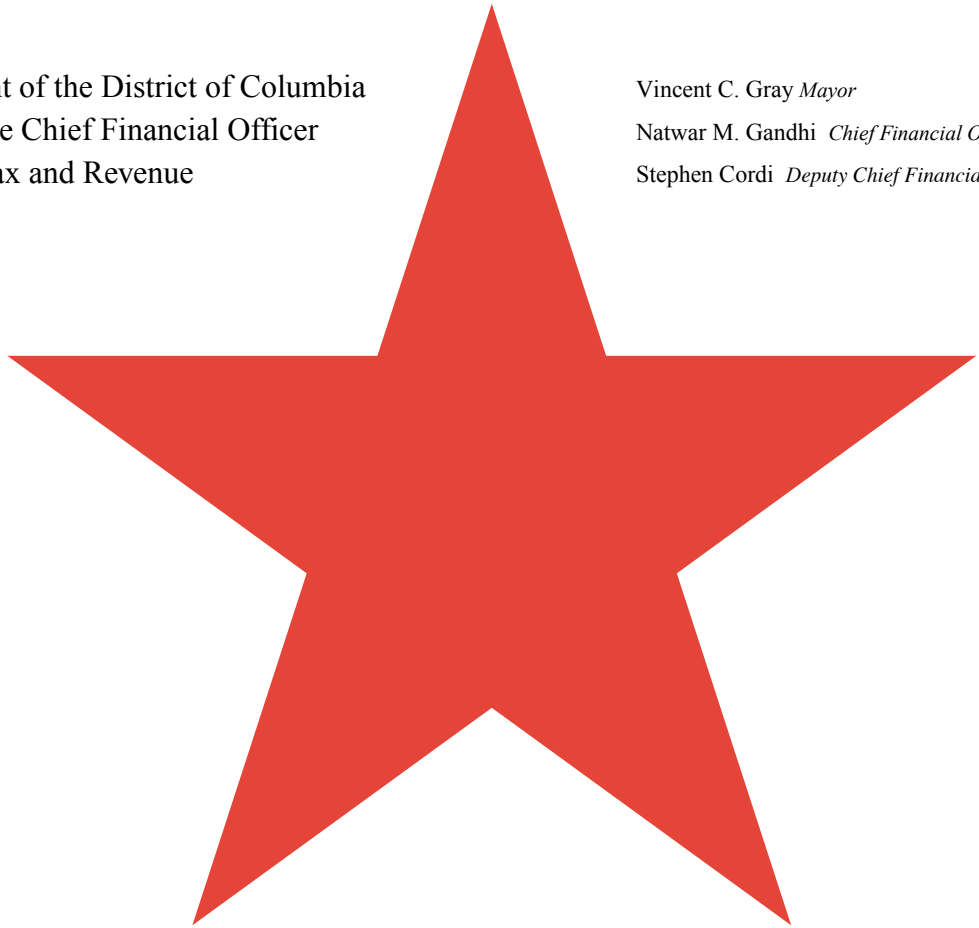 nt of the District of Columbia
e Chief Financial Officer
ax and Revenue
Vincent C. Gray Mayor
Natwar M. Gandhi Chief Financial O
Stephen Cordi Deputy Chief Financia